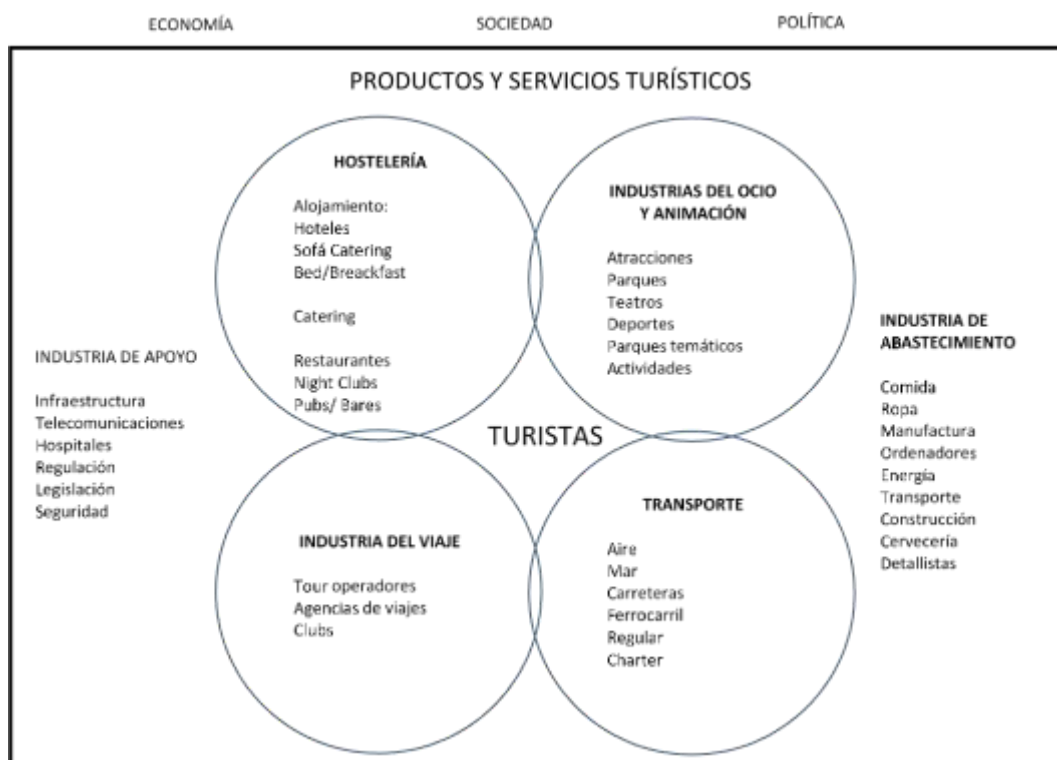 ECONOMÍA
SOCIEDAD
POLÍTICA
PRODUCTOS Y SERVICIOS TURÍSTICOS
HOSTELERÍA
Alojamiento:
Hoteles
Sofá Catering
Bed/Breackfast
Catering
Restaurantes
Night Clubs
Pubs/ Bares
INDUSTRIAS DEL OCIO
Y ANIMACIÓN
Atracciones
Parques
Teatros
Deportes
Parques temáticos
Actividades
INDUSTRIA DE APOYO
Infraestructura
Telecomunicaciones
Hospitales
Regulación
Legislación
Seguridad
TURISTAS
INDUSTRIA DE
ABASTECIMIENTO
Comida
Ropa
Manufactura
Ordenadores
Energía
Transporte
Construcción
Cervecería
Detallistas
INDUSTRIA DEL VIAJE
Tour operadores
Agencias de viajes
Clubs
TRANSPORTE
Aire
Mar
Carreteras
Ferrocarril
Regular
Charter